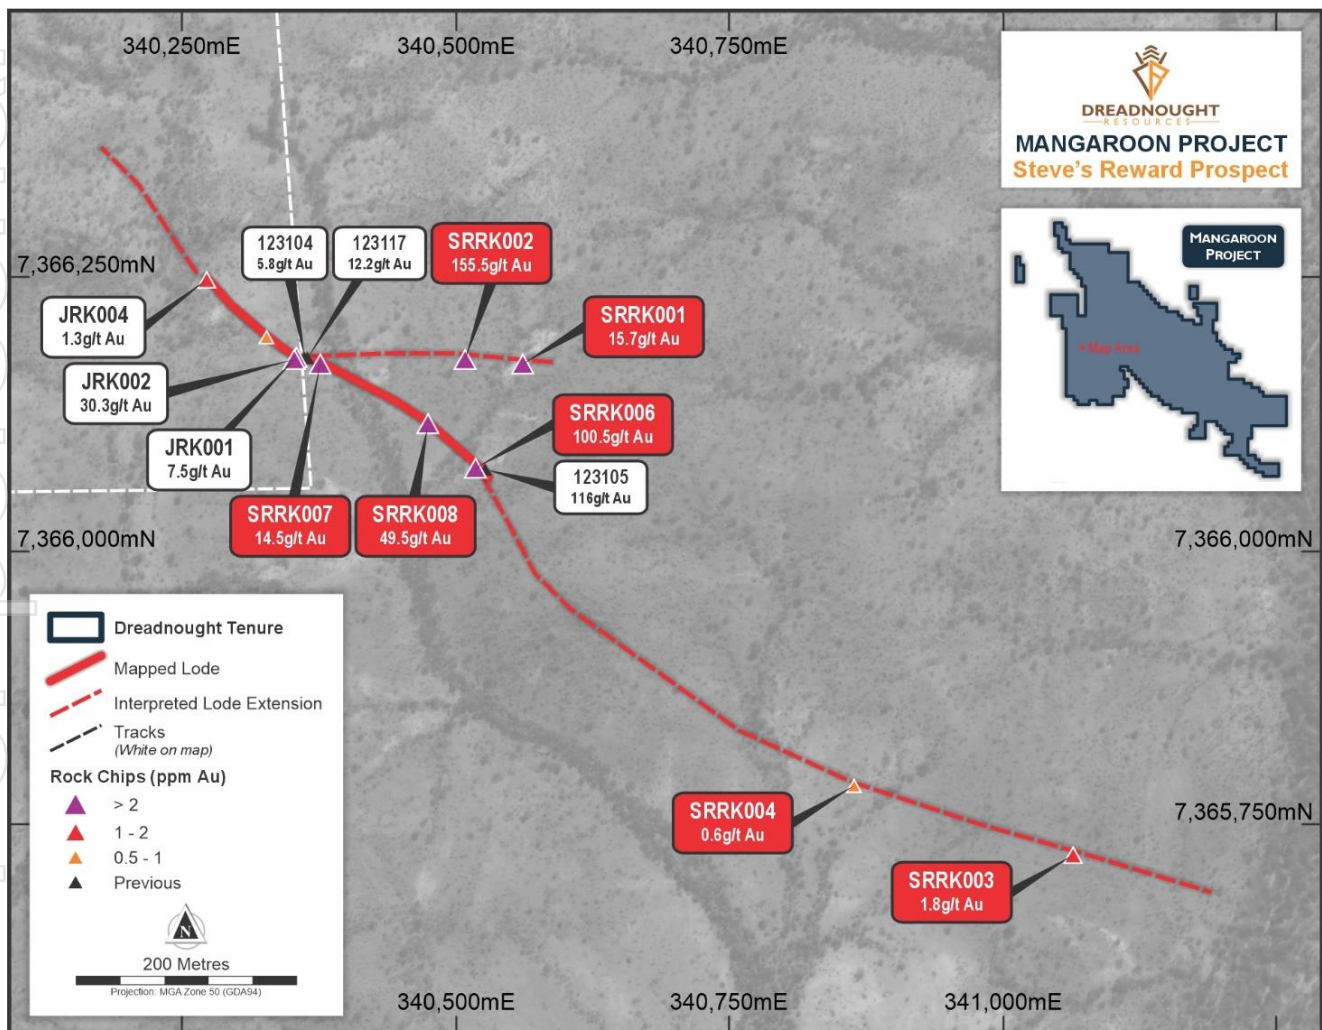 340,250mE
340,500mE
340,750mE
DREADNOUGHT
RESOURCES
MANGAROON PROJECT
Steve's Reward Prospect
MANGAROON
PROJECT
Map Area
7,366,250mN
123104
5.8g/t Au
123117
12.2g/t Au
SRRK002
155.5g/t Au
SRRK001
15.7g/t Au
JRK004
1.3g/t Au
JRK002
30.3g/t Au
JRK001
7.5g/t Au
SRRK006
100.5g/t Au
123105
116g/t Au
SRRK007
14.5g/t Au
SRRK008
49.5g/t Au
7,366,000mN
7,366,000mN
Dreadnought Tenure
Mapped Lode
Interpreted Lode Extension
Tracks
(White on map)
Rock Chips (ppm Au)
> 2
1 - 2
0.5 - 1
Previous
N
200 Metres
Projection: MGA Zone 50 (GDA94)
SRRK004
0.6g/t Au
7,365,750mN
SRRK003
1.8g/t Au
340,500mE
340,750mE
341,000mE